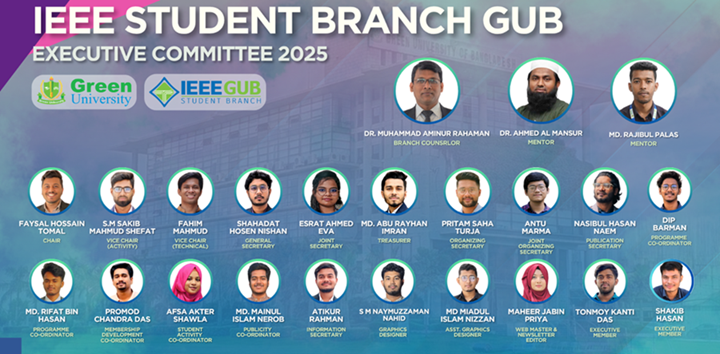 IEEE STUDENT BRANCH GUB
EXECUTIVE COMMITTEE 2025
Green
University
IEEEGUB
STUDENT BRANCH
DR. MUHAMMAD AMINUR RAHAMAN
BRANCH COUNSRLOR
DR. AHMED AL MANSUR
MENTOR
MD. RAJIBUL PALAS
MENTOR
FAYSAL HOSSAIN
TOMAL
CHAIR
S.M SAKIB
MAHMUD SHEFAT
VICE CHAIR
(ACTIVITY)
FAHIM
MAHMUD
VICE CHAIR
(TECHNICAL)
SHAHADAT
HOSEN NISHAN
GENERAL
SECRETARY
ESRAT AHMED
EVA
JOINT
SECRETARY
MD. ABU RAYHAN
IMRAN
TREASURER
PRITAM SAHA
TURJA
ORGANIZING
SECRETARY
ANTU
MARMA
JOINT
ORGANIZING
SECRETARY
NASIBUL HASAN
NAEM
PUBLICATION
SECRETARY
DIP
BARMAN
PROGRAMME
CO-ORDINATOR
MD. RIFAT BIN
HASAN
PROGRAMME
CO-ORDINATOR
PROMOD
CHANDRA DAS
MEMBERSHIP
DEVELOPMENT
CO-ORDINATOR
AFSA AKTER
SHAWLA
STUDENT
ACTIVITY
CO-ORDINATOR
MD. MAINUL
ISLAM NEROB
PUBLICITY
CO-ORDINATOR
ATIKUR
RAHMAN
INFORMATION
SECRETARY
S M NAYMUZZAMAN
NAHID
GRAPHICS
DESIGNER
MD MIADUL
ISLAM NIZZAN
ASST. GRAPHICS
DESIGNER
MAHEER JABIN
PRIYA
WEB MASTER &
NEWSLETTER
EDITOR
TONMOY KANTI
DAS
EXECUTIVE
MEMBER
SHAKIB
HASAN
EXECUTIVE
MEMBER